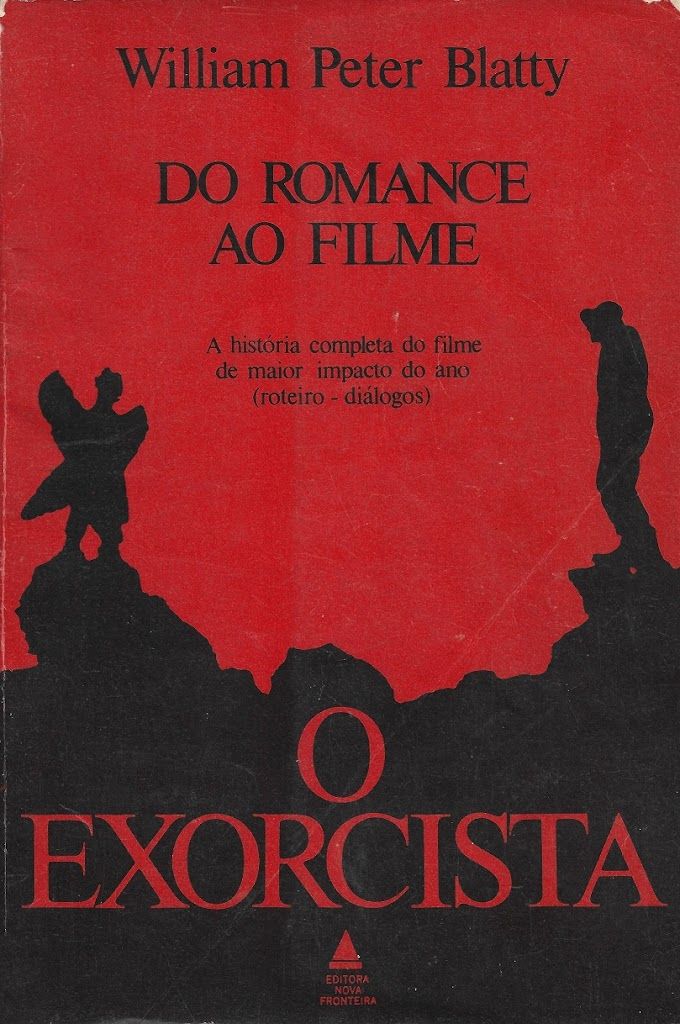 William Peter Blatty
DO ROMANCE
AO FILME
A história completa do filme
de maior impacto do ano
(roteiro - diálogos)
O
EXORCISTA
EDITORA
NOVA
FRONTEIRA